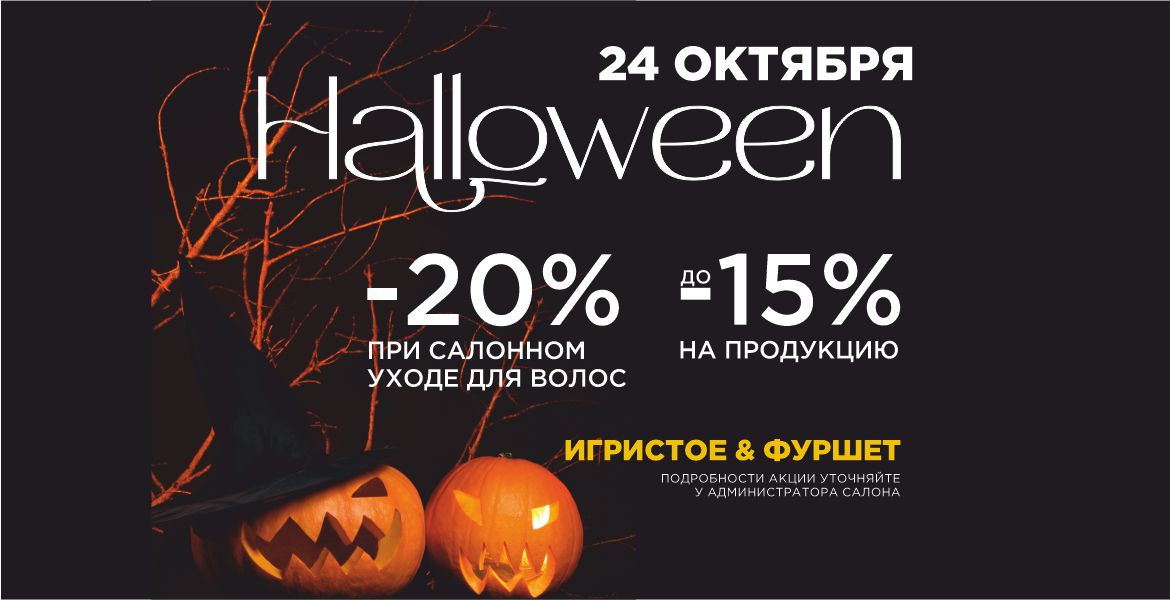 24 ОКТЯБРЯ
Halloween
-20%
ПРИ САЛОННОМ
УХОДЕ ДЛЯ ВОЛОС
ДО -15%
НА ПРОДУКЦИЮ
ИГРИСТОЕ & ФУРШЕТ
ПОДРОБНОСТИ АКЦИИ УТОЧНЯЙТЕ
У АДМИНИСТРАТОРА САЛОНА